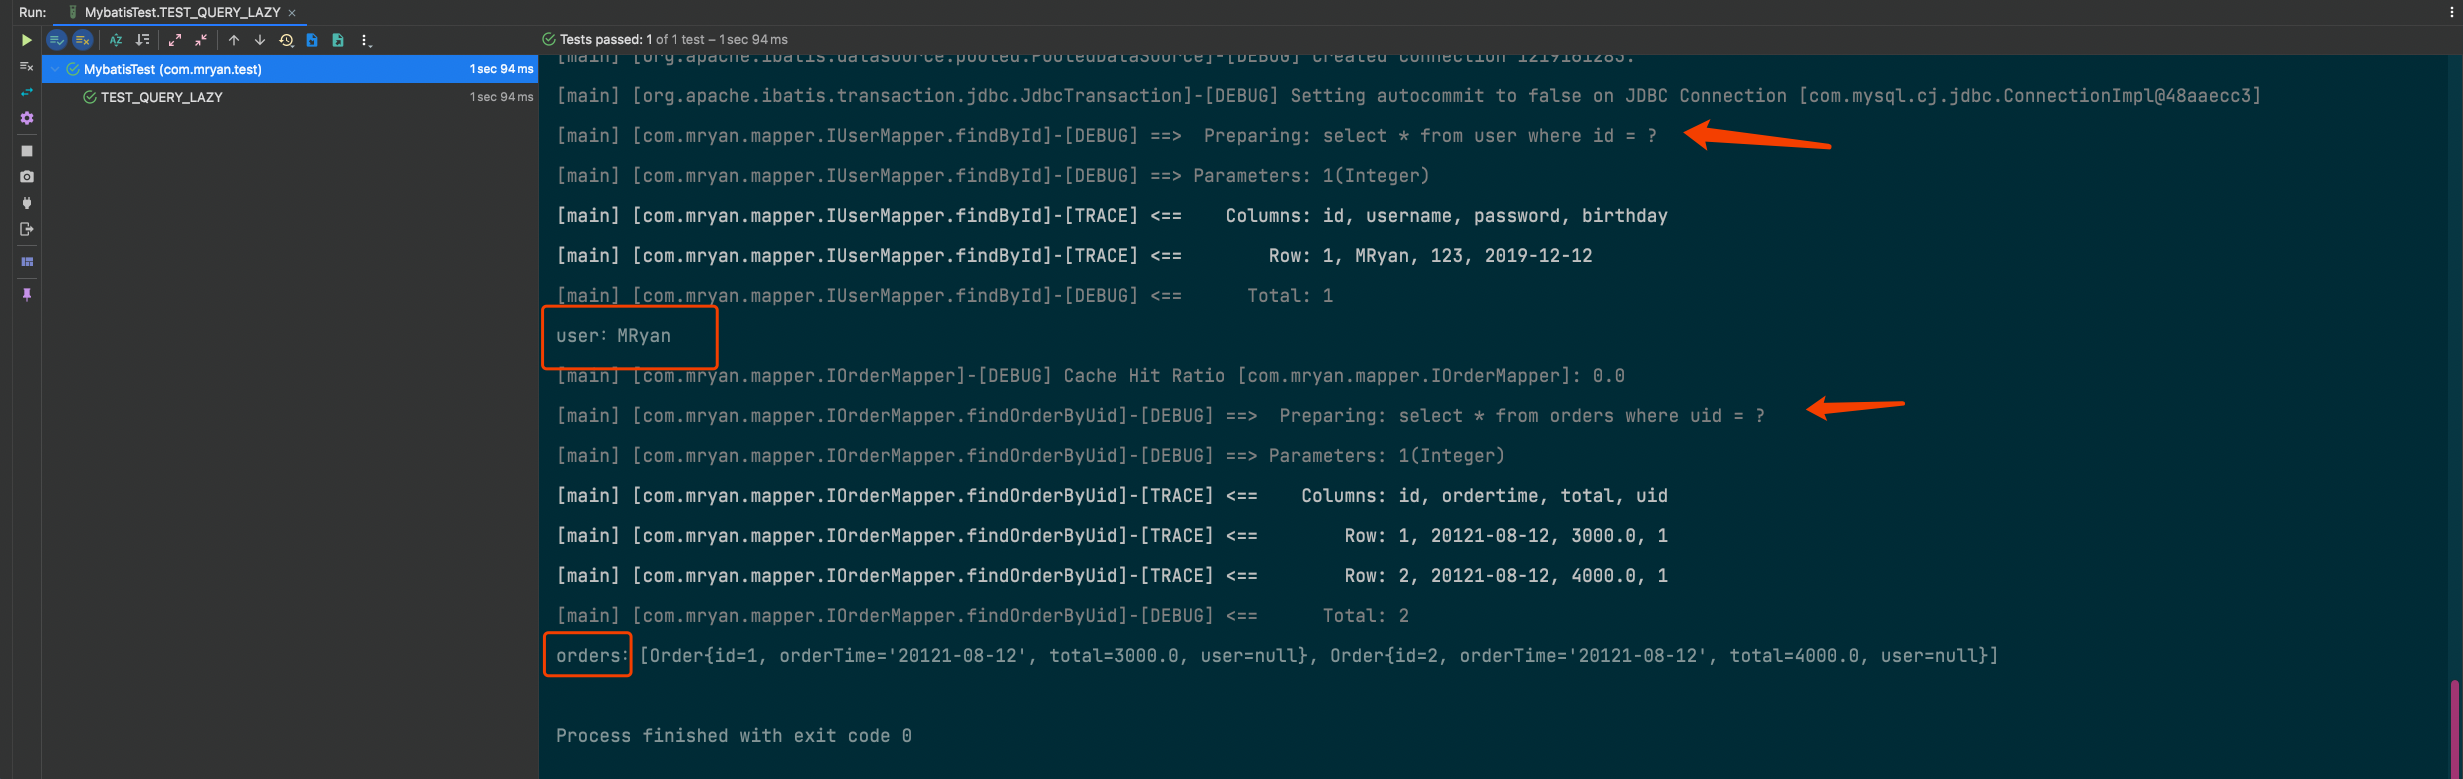 Run: MybatisTest.TEST_QUERY_LAZY ×
Tests passed: 1 of 1 test – 1 sec 94 ms
MybatisTest (com.mryan.test) 1 sec 94 ms
TEST_QUERY_LAZY 1 sec 94 ms
[main] [org.apache.ibatis.datasource.pooled.PooledDataSource]-[DEBUG] Created connection 1219161283.
[main] [org.apache.ibatis.transaction.jdbc.JdbcTransaction]-[DEBUG] Setting autocommit to false on JDBC Connection [com.mysql.cj.jdbc.ConnectionImpl@48aaecc3]
[main] [com.mryan.mapper.IUserMapper.findById]-[DEBUG] ==>  Preparing: select * from user where id = ?
[main] [com.mryan.mapper.IUserMapper.findById]-[DEBUG] ==> Parameters: 1(Integer)
[main] [com.mryan.mapper.IUserMapper.findById]-[TRACE] <==    Columns: id, username, password, birthday
[main] [com.mryan.mapper.IUserMapper.findById]-[TRACE] <==        Row: 1, MRyan, 123, 2019-12-12
[main] [com.mryan.mapper.IUserMapper.findById]-[DEBUG] <==      Total: 1
user：MRyan
[main] [com.mryan.mapper.IOrderMapper]-[DEBUG] Cache Hit Ratio [com.mryan.mapper.IOrderMapper]: 0.0
[main] [com.mryan.mapper.IOrderMapper.findOrderByUid]-[DEBUG] ==>  Preparing: select * from orders where uid = ?
[main] [com.mryan.mapper.IOrderMapper.findOrderByUid]-[DEBUG] ==> Parameters: 1(Integer)
[main] [com.mryan.mapper.IOrderMapper.findOrderByUid]-[TRACE] <==    Columns: id, ordertime, total, uid
[main] [com.mryan.mapper.IOrderMapper.findOrderByUid]-[TRACE] <==        Row: 1, 20121-08-12, 3000.0, 1
[main] [com.mryan.mapper.IOrderMapper.findOrderByUid]-[TRACE] <==        Row: 2, 20121-08-12, 4000.0, 1
[main] [com.mryan.mapper.IOrderMapper.findOrderByUid]-[DEBUG] <==      Total: 2
orders：[Order{id=1, orderTime='20121-08-12', total=3000.0, user=null}, Order{id=2, orderTime='20121-08-12', total=4000.0, user=null}]
Process finished with exit code 0